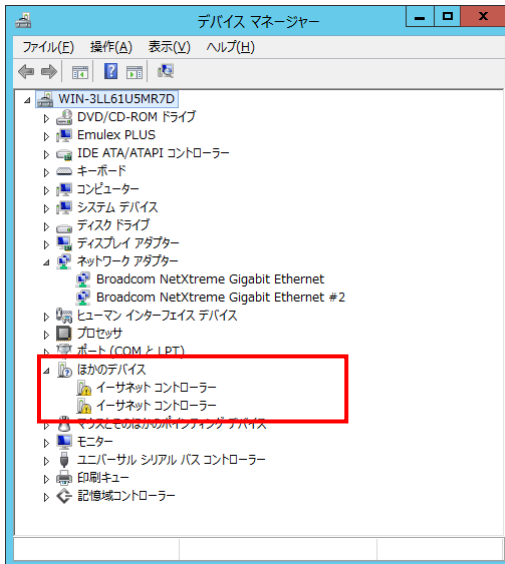 デバイス マネージャー
ファイル(F) 操作(A) 表示(V) ヘルプ(H)
WIN-3LL61U5MR7D
DVD/CD-ROM ドライブ
Emulex PLUS
IDE ATA/ATAPI コントローラー
キーボード
コンピューター
システム デバイス
ディスク ドライブ
ディスプレイ アダプター
ネットワーク アダプター
Broadcom NetXtreme Gigabit Ethernet
Broadcom NetXtreme Gigabit Ethernet #2
ヒューマン インターフェイス デバイス
プロセッサ
ポート (COM と LPT)
ほかのデバイス
イーサネット コントローラー
イーサネット コントローラー
マウスとそのほかのポインティング デバイス
モニター
ユニバーサル シリアル バス コントローラー
印刷キュー
記憶域コントローラー